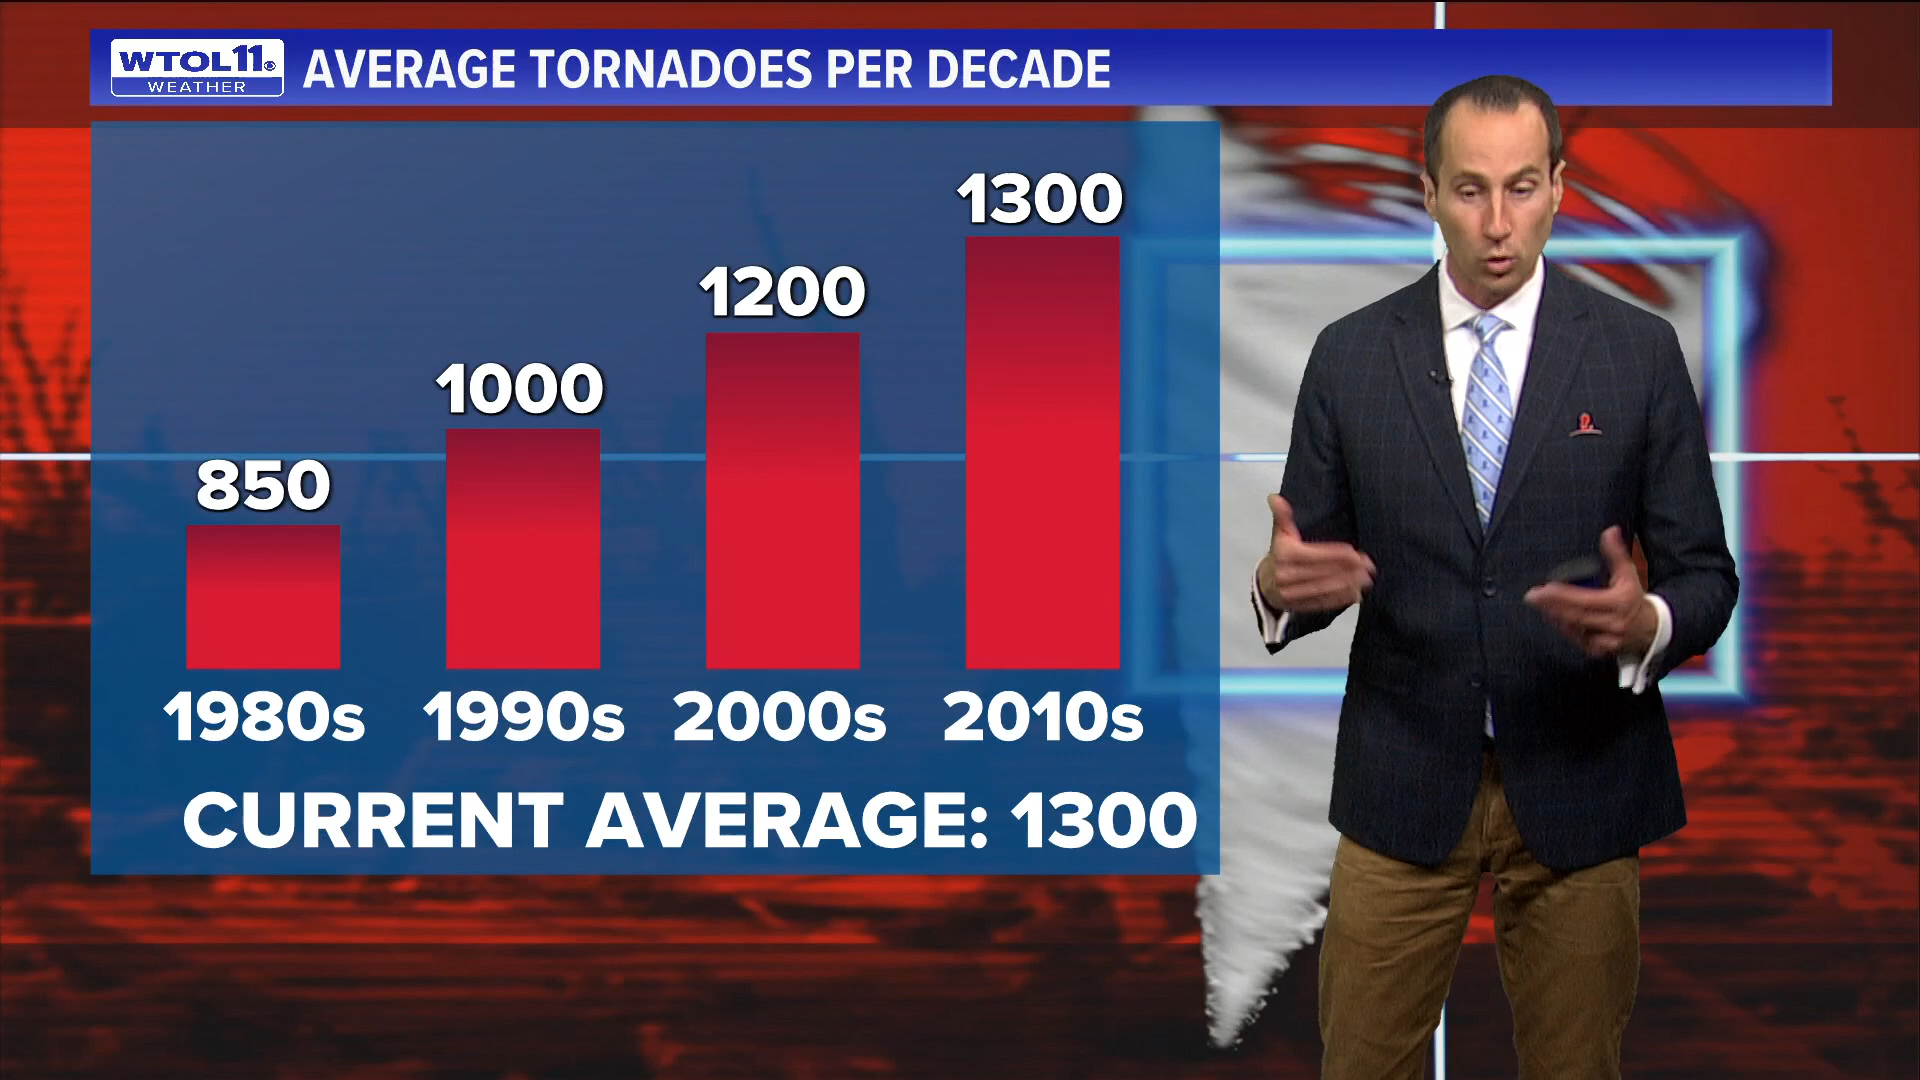 WTOL11
WEATHER
AVERAGE TORNADOES PER DECADE
850
1000
1200
1300
1980s
1990s
2000s
2010s
CURRENT AVERAGE: 1300